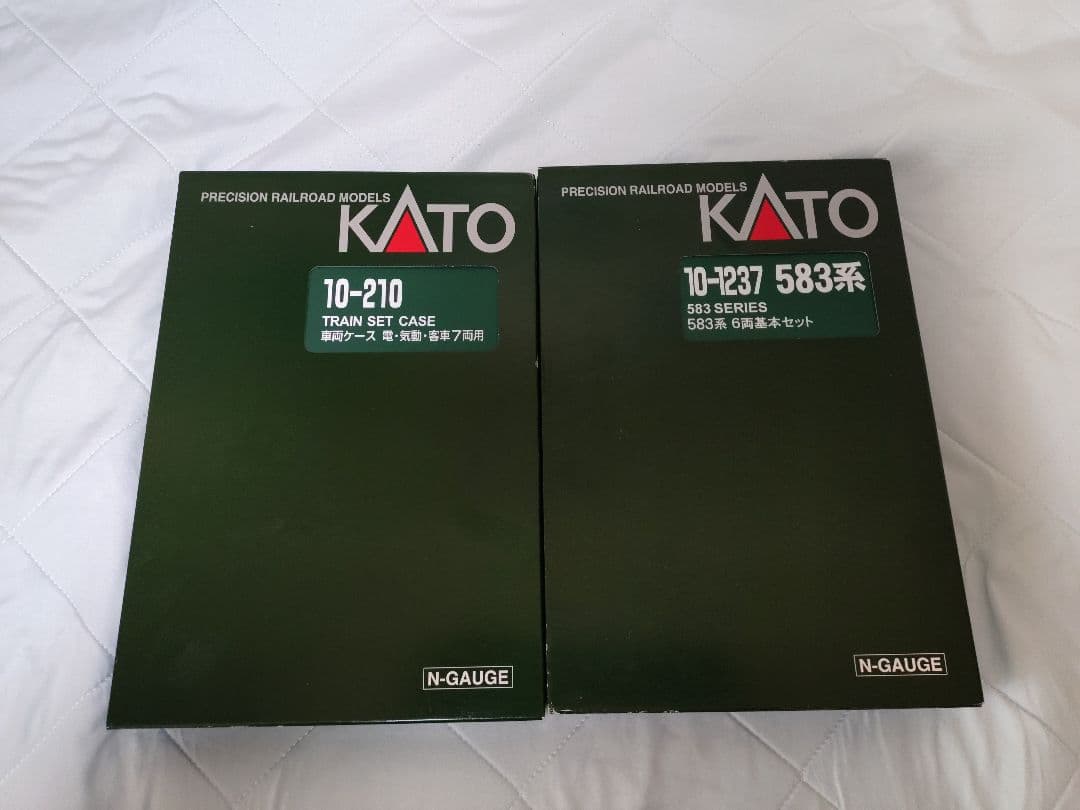 PRECISION RAILROAD MODELS
KATO
10-210
TRAIN SET CASE
車両ケース 電・気動・客車7両用
N-GAUGE
PRECISION RAILROAD MODELS
KATO
10-1237 583系
583 SERIES
583系 6両基本セット
N-GAUGE